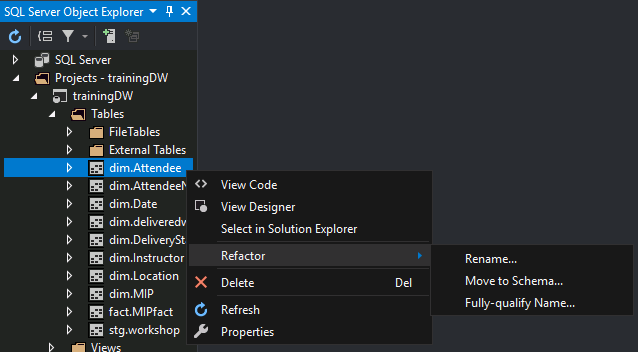 SQL Server Object Explorer
SQL Server
Projects - trainingDW
trainingDW
Tables
FileTables
External Tables
dim.Attendee
dim.AttendeeN
dim.Date
dim.deliveredw
dim.DeliverySt
dim.Instructor
dim.Location
dim.MIP
fact.MIPfact
stg.workshop
Views
View Code
View Designer
Select in Solution Explorer
Refactor
Delete Del
Refresh
Properties
Rename...
Move to Schema...
Fully-qualify Name...